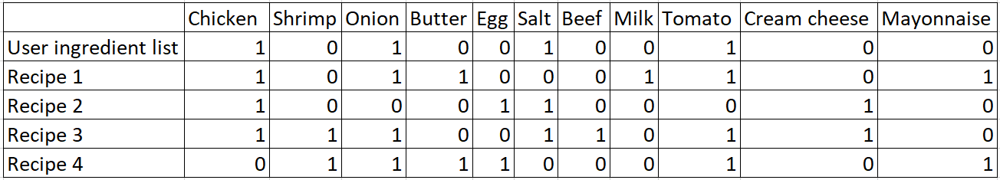 Chicken Shrimp Onion Butter Egg Salt Beef Milk Tomato Cream cheese Mayonnaise
User ingredient list 1 0 1 0 0 1 0 0 1 0 0
Recipe 1 1 0 1 1 0 0 0 1 1 0 1
Recipe 2 1 0 0 0 1 1 0 0 0 1 0
Recipe 3 1 1 1 0 0 1 1 0 1 1 0
Recipe 4 0 1 1 1 1 0 0 0 1 0 1